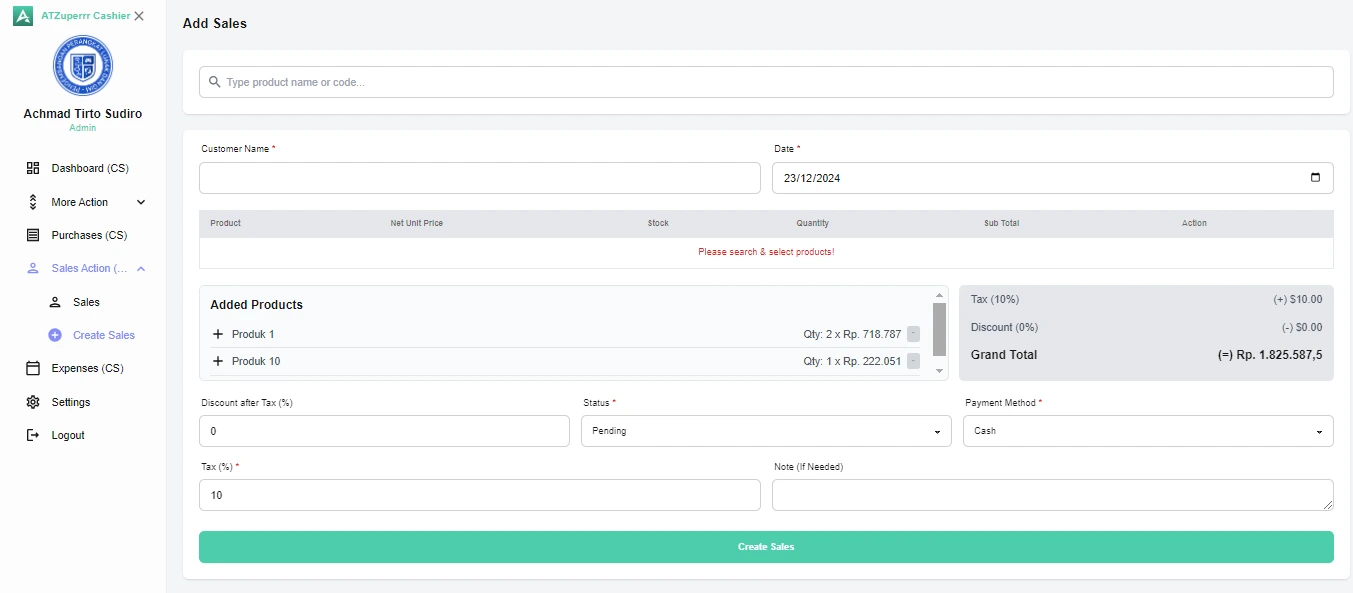 ATZuperrr Cashier
Achmad Tirto Sudiro
Admin
Dashboard (CS)
More Action
Purchases (CS)
Sales Action (...
Sales
Create Sales
Expenses (CS)
Settings
Logout
Add Sales
Type product name or code...
Customer Name * Date *
23/12/2024
Product Net Unit Price Stock Quantity Sub Total Action
Please search & select products!
Added Products
Produk 1 Qty: 2 x Rp. 718.787 -
Produk 10 Qty: 1 x Rp. 222.051 -
Tax (10%) (+) $10.00
Discount (0%) (-) $0.00
Grand Total (=) Rp. 1.825.587,5
Discount after Tax (%) Status * Payment Method *
0 Pending Cash
Tax (%) * Note (If Needed)
10
Create Sales